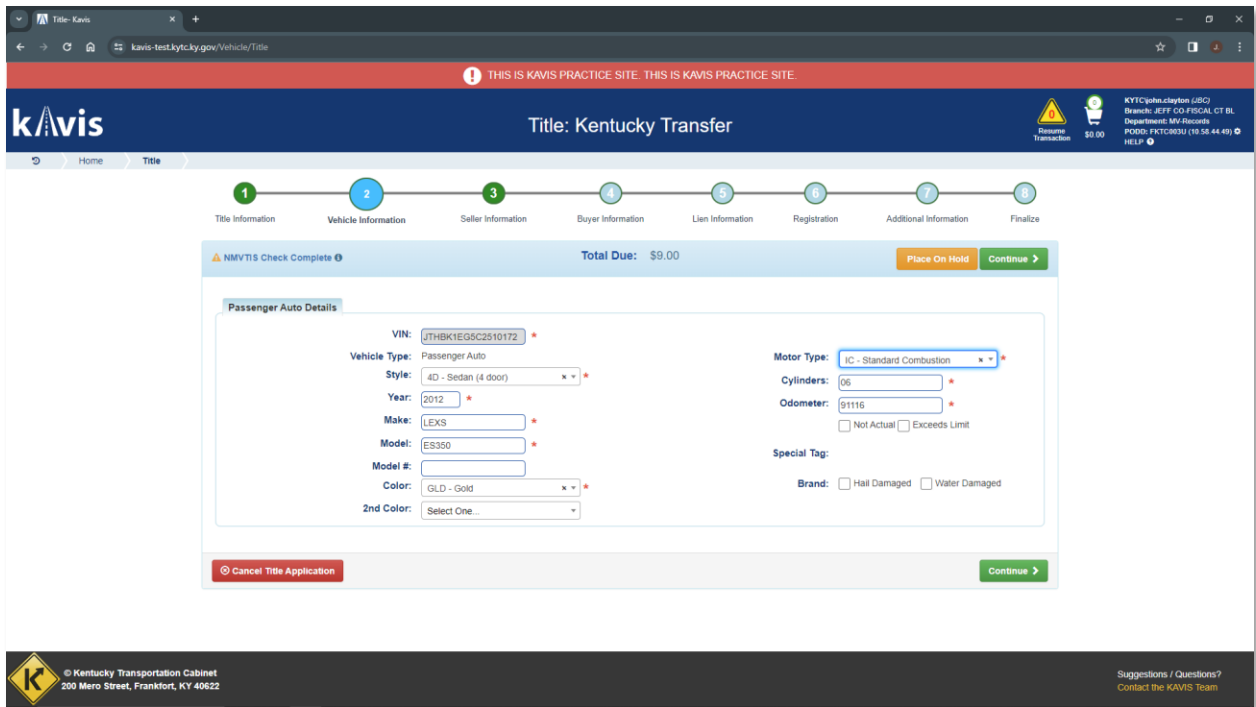 Title- Kavis
kavis-test.kytc.ky.gov/Vehicle/Title
THIS IS KAVIS PRACTICE SITE. THIS IS KAVIS PRACTICE SITE.
kavis
Title: Kentucky Transfer
0
Resume
Transaction
0
$0.00
KYTC\john.clayton (JBC)
Branch: JEFF CO-FISCAL CT BL
Department: MV-Records
PODD: FKTC003U (10.58.44.49)
HELP
Home
Title
1
2
3
4
5
6
7
8
Title Information
Vehicle Information
Seller Information
Buyer Information
Lien Information
Registration
Additional Information
Finalize
NMVTIS Check Complete
Total Due: $9.00
Place On Hold
Continue
Passenger Auto Details
VIN: JTHBK1EG5C2510172 *
Vehicle Type: Passenger Auto
Style: 4D - Sedan (4 door) *
Year: 2012 *
Make: LEXS *
Model: ES350 *
Model #:
Color: GLD - Gold *
2nd Color: Select One...
Motor Type: IC - Standard Combustion *
Cylinders: 06 *
Odometer: 91116 *
Not Actual Exceeds Limit
Special Tag:
Brand: Hail Damaged Water Damaged
Cancel Title Application
Continue
K
© Kentucky Transportation Cabinet
200 Mero Street, Frankfort, KY 40622
Suggestions / Questions?
Contact the KAVIS Team